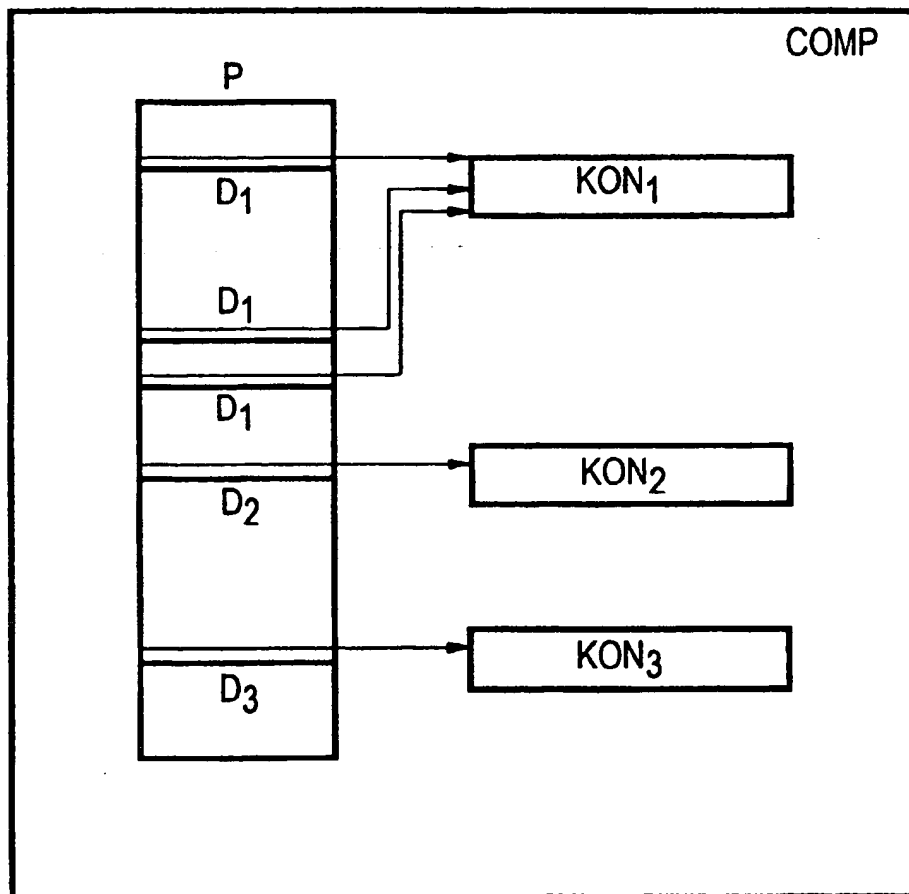 COMP
P
D₁
KON₁
D₁
D₁
KON₂
D₂
KON₃
D₃